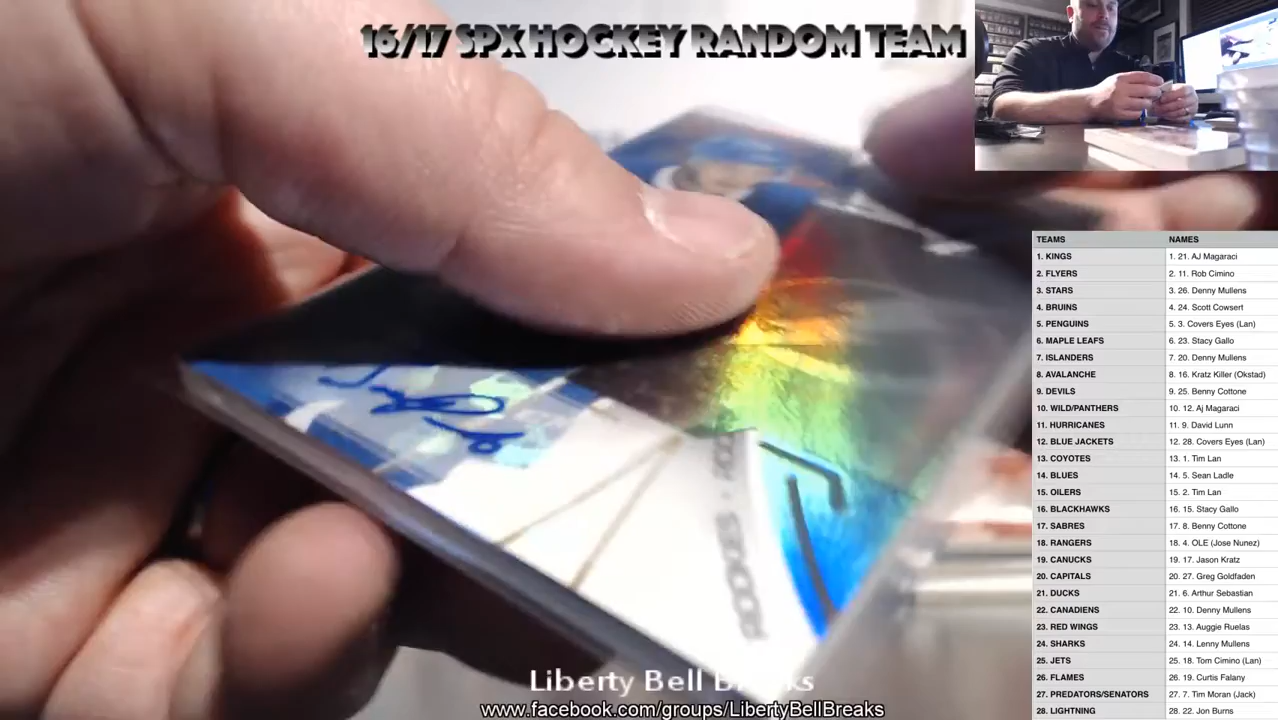 16/17 SPX HOCKEY RANDOM TEAM
TEAMS NAMES
1. KINGS 1. 21. AJ Magaraci
2. FLYERS 2. 11. Rob Cimino
3. STARS 3. 26. Denny Mullens
4. BRUINS 4. 24. Scott Cowsert
5. PENGUINS 5. 3. Covers Eyes (Lan)
6. MAPLE LEAFS 6. 23. Stacy Gallo
7. ISLANDERS 7. 20. Denny Mullens
8. AVALANCHE 8. 16. Kratz Killer (Okstad)
9. DEVILS 9. 25. Benny Cottone
10. WILD/PANTHERS 10. 12. Aj Magaraci
11. HURRICANES 11. 9. David Lunn
12. BLUE JACKETS 12. 28. Covers Eyes (Lan)
13. COYOTES 13. 1. Tim Lan
14. BLUES 14. 5. Sean Ladle
15. OILERS 15. 2. Tim Lan
16. BLACKHAWKS 16. 15. Stacy Gallo
17. SABRES 17. 8. Benny Cottone
18. RANGERS 18. 4. OLE (Jose Nunez)
19. CANUCKS 19. 17. Jason Kratz
20. CAPITALS 20. 27. Greg Goldfaden
21. DUCKS 21. 6. Arthur Sebastian
22. CANADIENS 22. 10. Denny Mullens
23. RED WINGS 23. 13. Auggie Ruelas
24. SHARKS 24. 14. Lenny Mullens
25. JETS 25. 18. Tom Cimino (Lan)
26. FLAMES 26. 19. Curtis Falany
27. PREDATORS/SENATORS 27. 7. Tim Moran (Jack)
28. LIGHTNING 28. 22. Jon Burns
ROOKIES
Liberty Bell Breaks
www.facebook.com/groups/LibertyBellBreaks